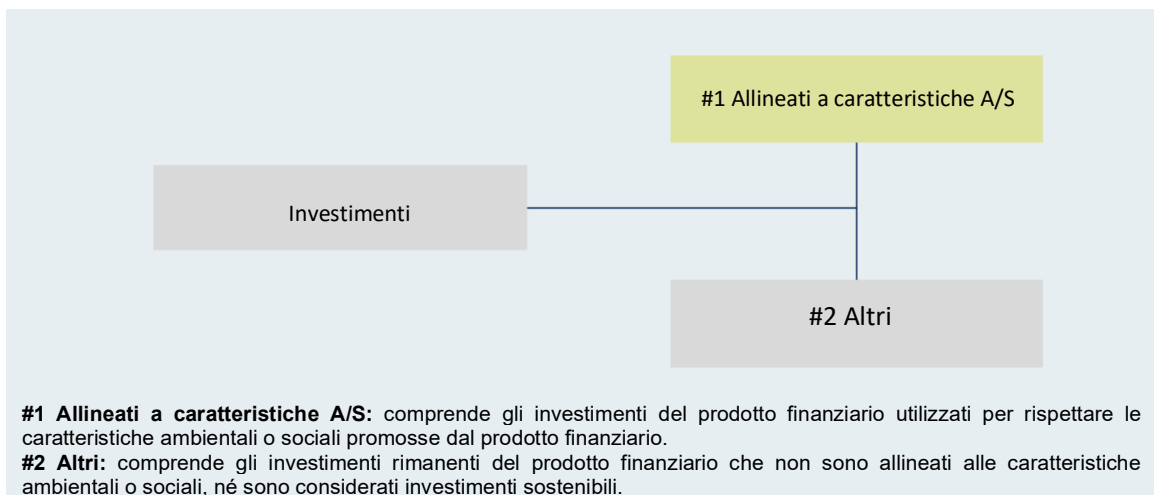 #1 Allineati a caratteristiche A/S
Investimenti
#2 Altri
#1 Allineati a caratteristiche A/S: comprende gli investimenti del prodotto finanziario utilizzati per rispettare le
caratteristiche ambientali o sociali promosse dal prodotto finanziario.
#2 Altri: comprende gli investimenti rimanenti del prodotto finanziario che non sono allineati alle caratteristiche
ambientali o sociali, né sono considerati investimenti sostenibili.